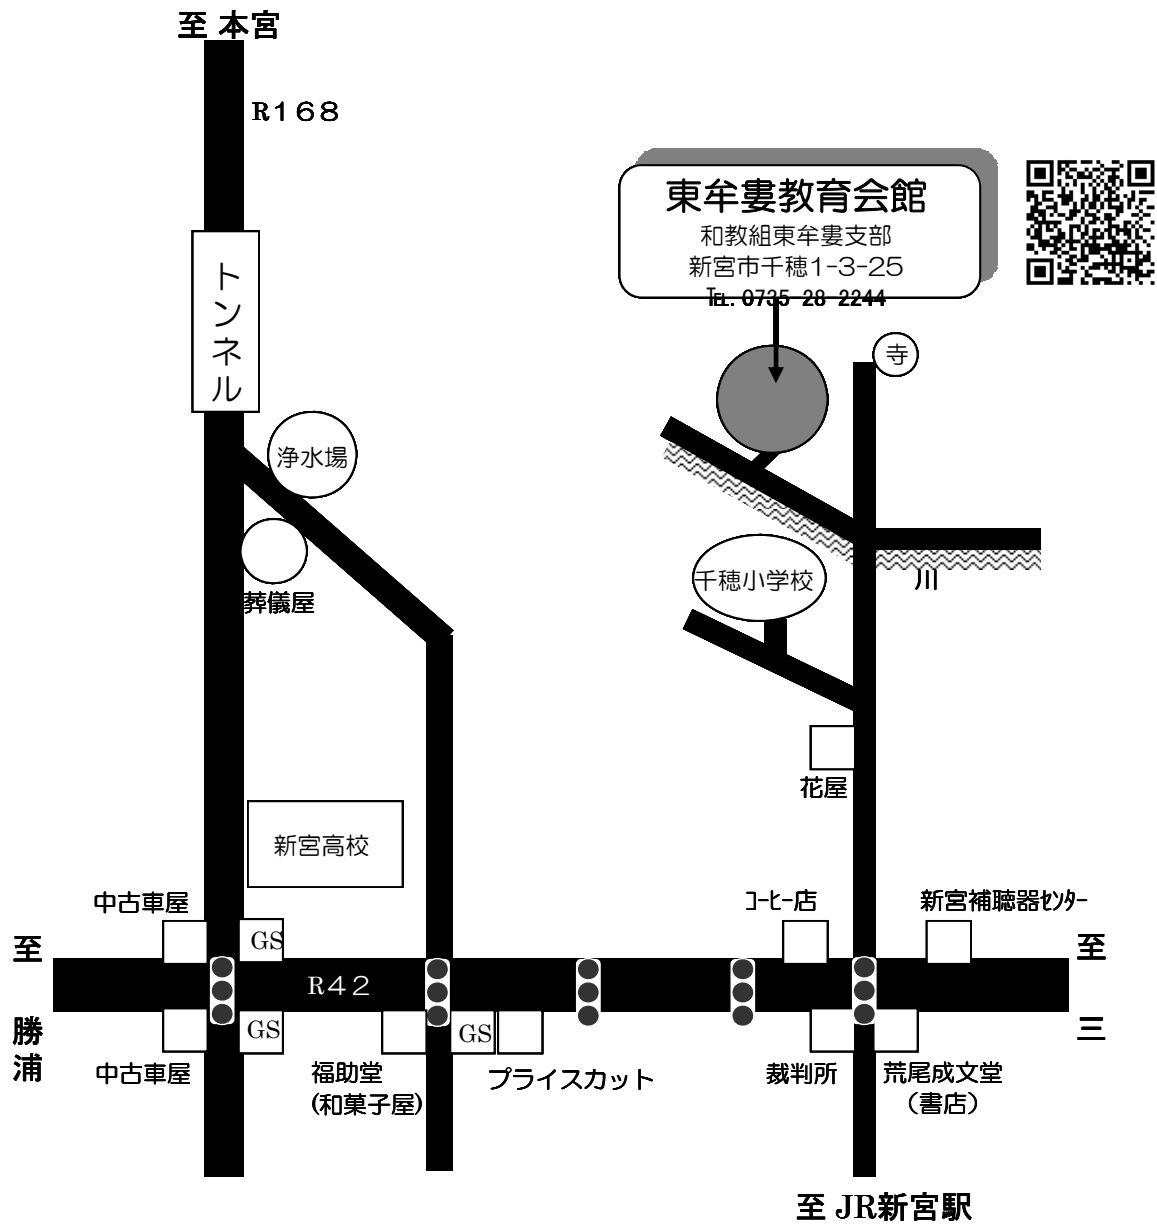 至 本宮
R168
東牟婁教育会館
和教組東牟婁支部
新宮市千穂1-3-25
℡. 0735-28-2244
トンネル
寺
浄水場
葬儀屋
川
千穂小学校
花屋
新宮高校
中古車屋
コーヒー店
新宮補聴器センター
GS
至
勝浦
R42
至
三
GS
GS
中古車屋
福助堂
(和菓子屋)
プライスカット
裁判所
荒尾成文堂
(書店)
至 JR新宮駅